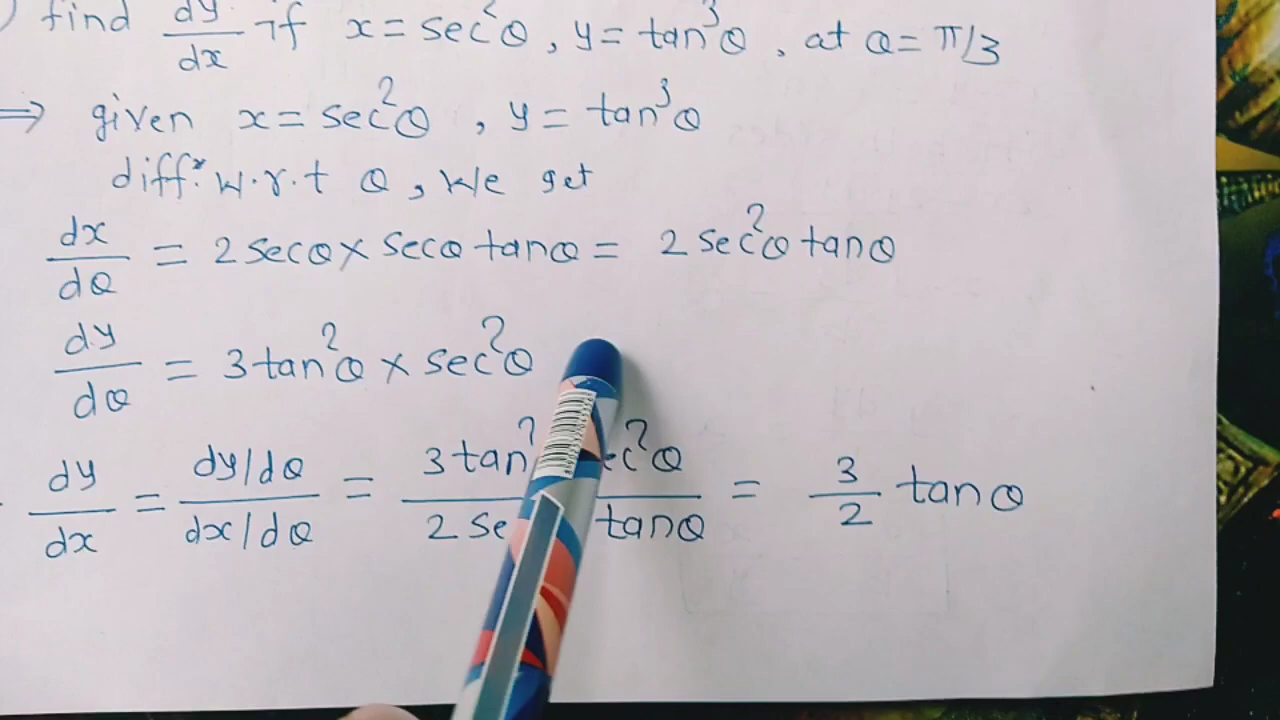 ) find dy/dx if x = sec²θ , y = tan³θ , at θ = π/3
⇒ given x = sec²θ , y = tan³θ
diffⁿ. w.r.t θ , We get
dx/dθ = 2 secθ × secθ tanθ = 2 sec²θ tanθ
dy/dθ = 3 tan²θ × sec²θ
dy/dx = dy/dθ / dx/dθ = 3 tan² ec²θ / 2 se tanθ = 3/2 tanθ